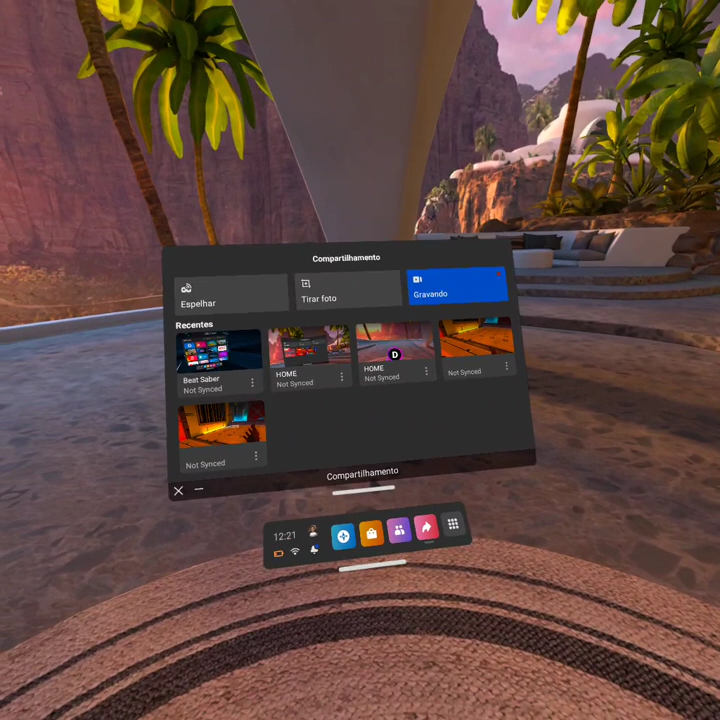 Compartilhamento
Espelhar
Tirar foto
Gravando
Recentes
Beat Saber
Not Synced
HOME
Not Synced
HOME
Not Synced
Not Synced
D
Not Synced
Compartilhamento
12:21